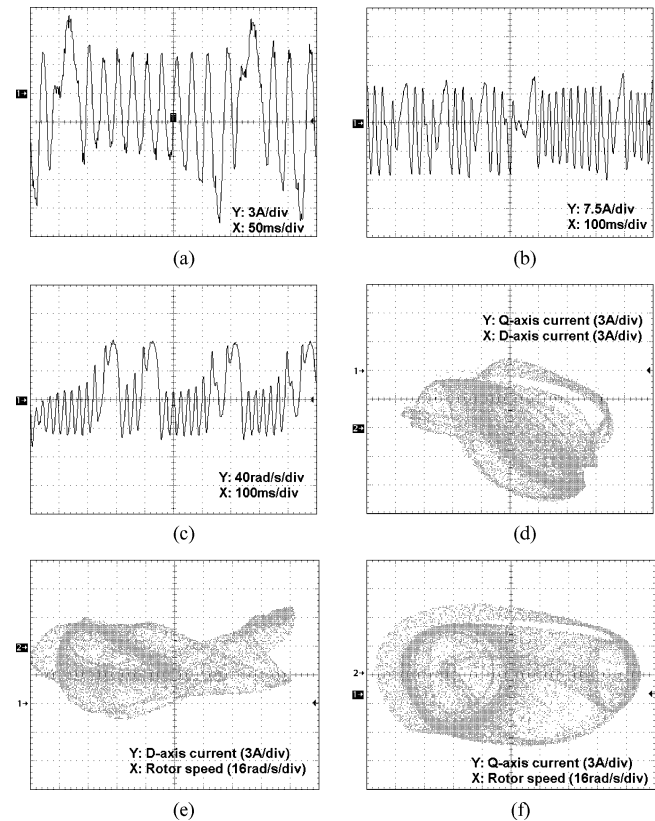 1
Y: 3A/div
X: 50ms/div
(a)
1
Y: 7.5A/div
X: 100ms/div
(b)
1
Y: 40rad/s/div
X: 100ms/div
(c)
Y: Q-axis current (3A/div)
X: D-axis current (3A/div)
1
2
(d)
2
1
Y: D-axis current (3A/div)
X: Rotor speed (16rad/s/div)
(e)
2
1
Y: Q-axis current (3A/div)
X: Rotor speed (16rad/s/div)
(f)